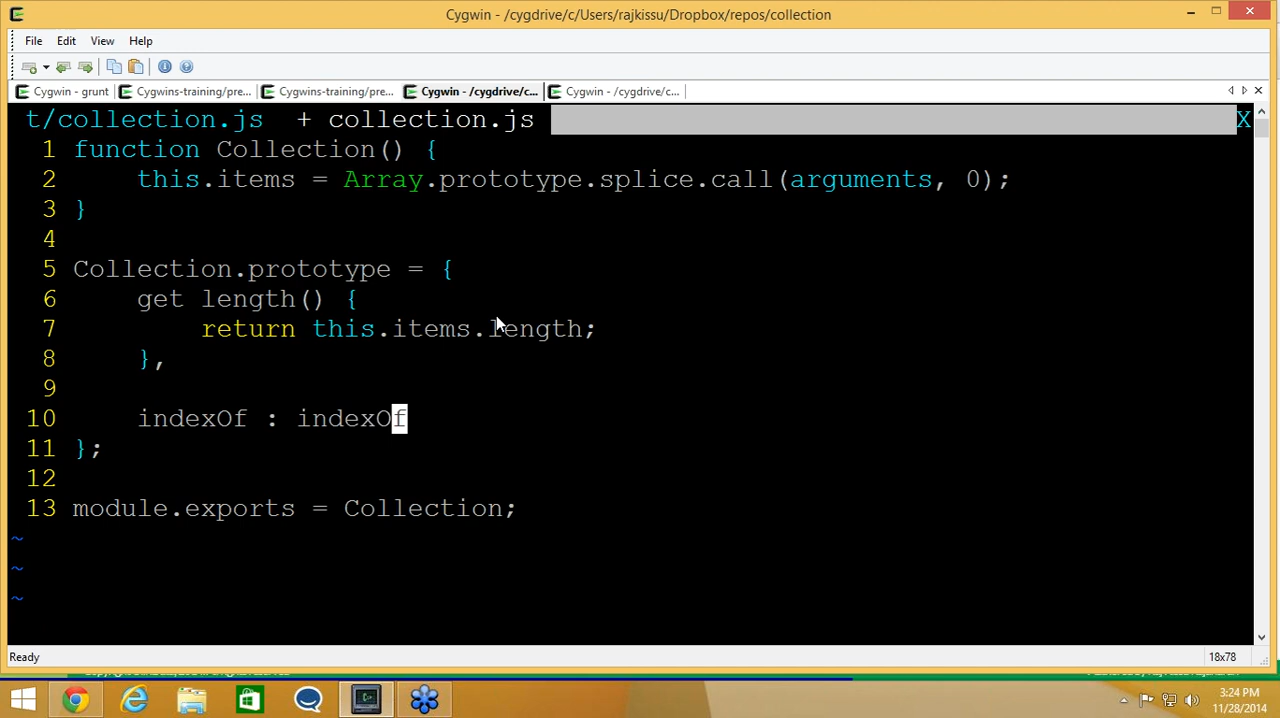 Cygwin - /cygdrive/c/Users/rajkissu/Dropbox/repos/collection
File Edit View Help
Cygwin - grunt Cygwins-training/pre... Cygwins-training/pre... Cygwin - /cygdrive/c... Cygwin - /cygdrive/c...
t/collection.js + collection.js X
1 function Collection() {
2 this.items = Array.prototype.splice.call(arguments, 0);
3 }
4
5 Collection.prototype = {
6 get length() {
7 return this.items.length;
8 },
9
10 indexOf : indexOf
11 };
12
13 module.exports = Collection;
~
~
~
Ready 18x78
3:24 PM
11/28/2014